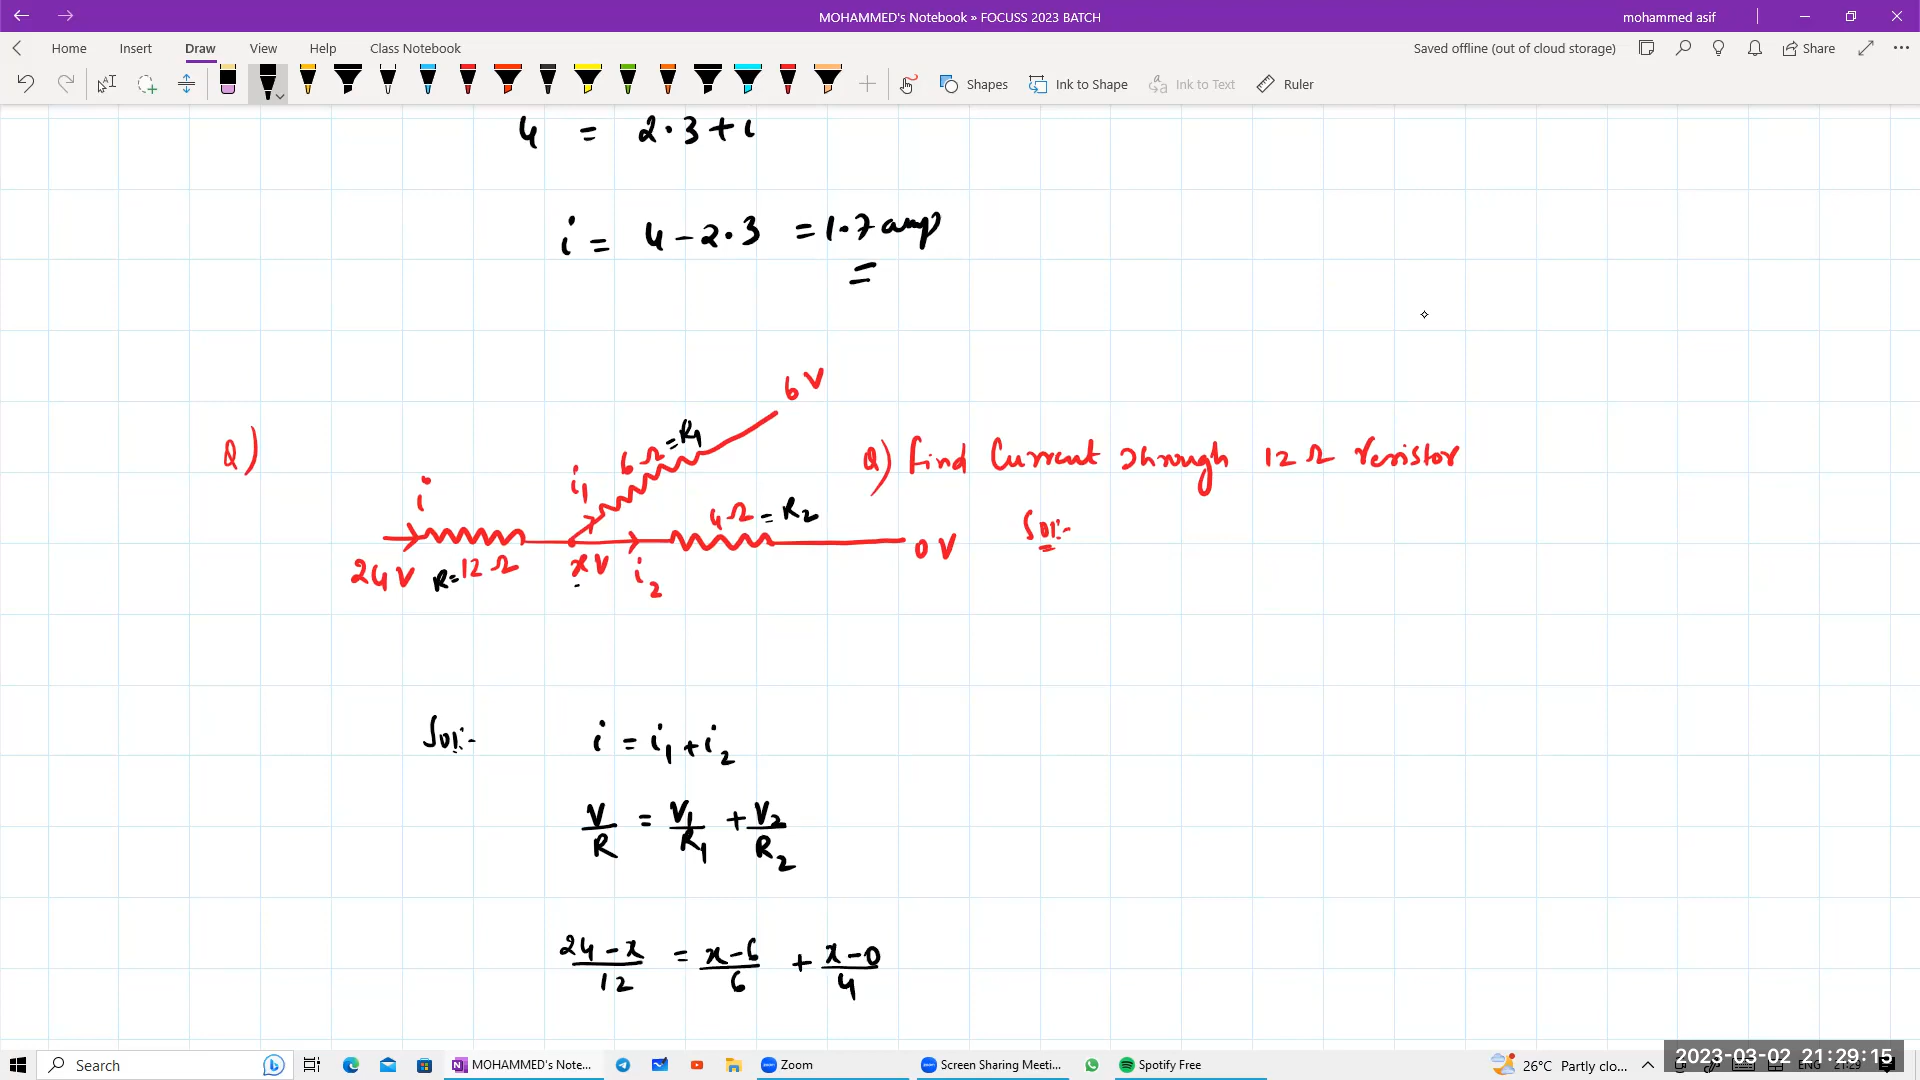 MOHAMMED's Notebook » FOCUSS 2023 BATCH
mohammed asif
Home Insert Draw View Help Class Notebook
Saved offline (out of cloud storage)
Share
Shapes Ink to Shape Ink to Text Ruler
4 = 2.3+i
i = 4-2.3 = 1.7 amp
6 V
6 Ω = R1
Q)
Q) Find Current through 12 Ω resistor
i
i1
4 Ω = R2
Sol:-
0 V
24 V R=12 Ω x V i2
Sol:- i = i1 + i2
V/R = V1/R1 + V2/R2
24-x/12 = x-6/6 + x-0/4
Search
MOHAMMED's Note...
Zoom
Screen Sharing Meeti...
Spotify Free
26°C Partly clo...
ENG
2023-03-02 21:29:15